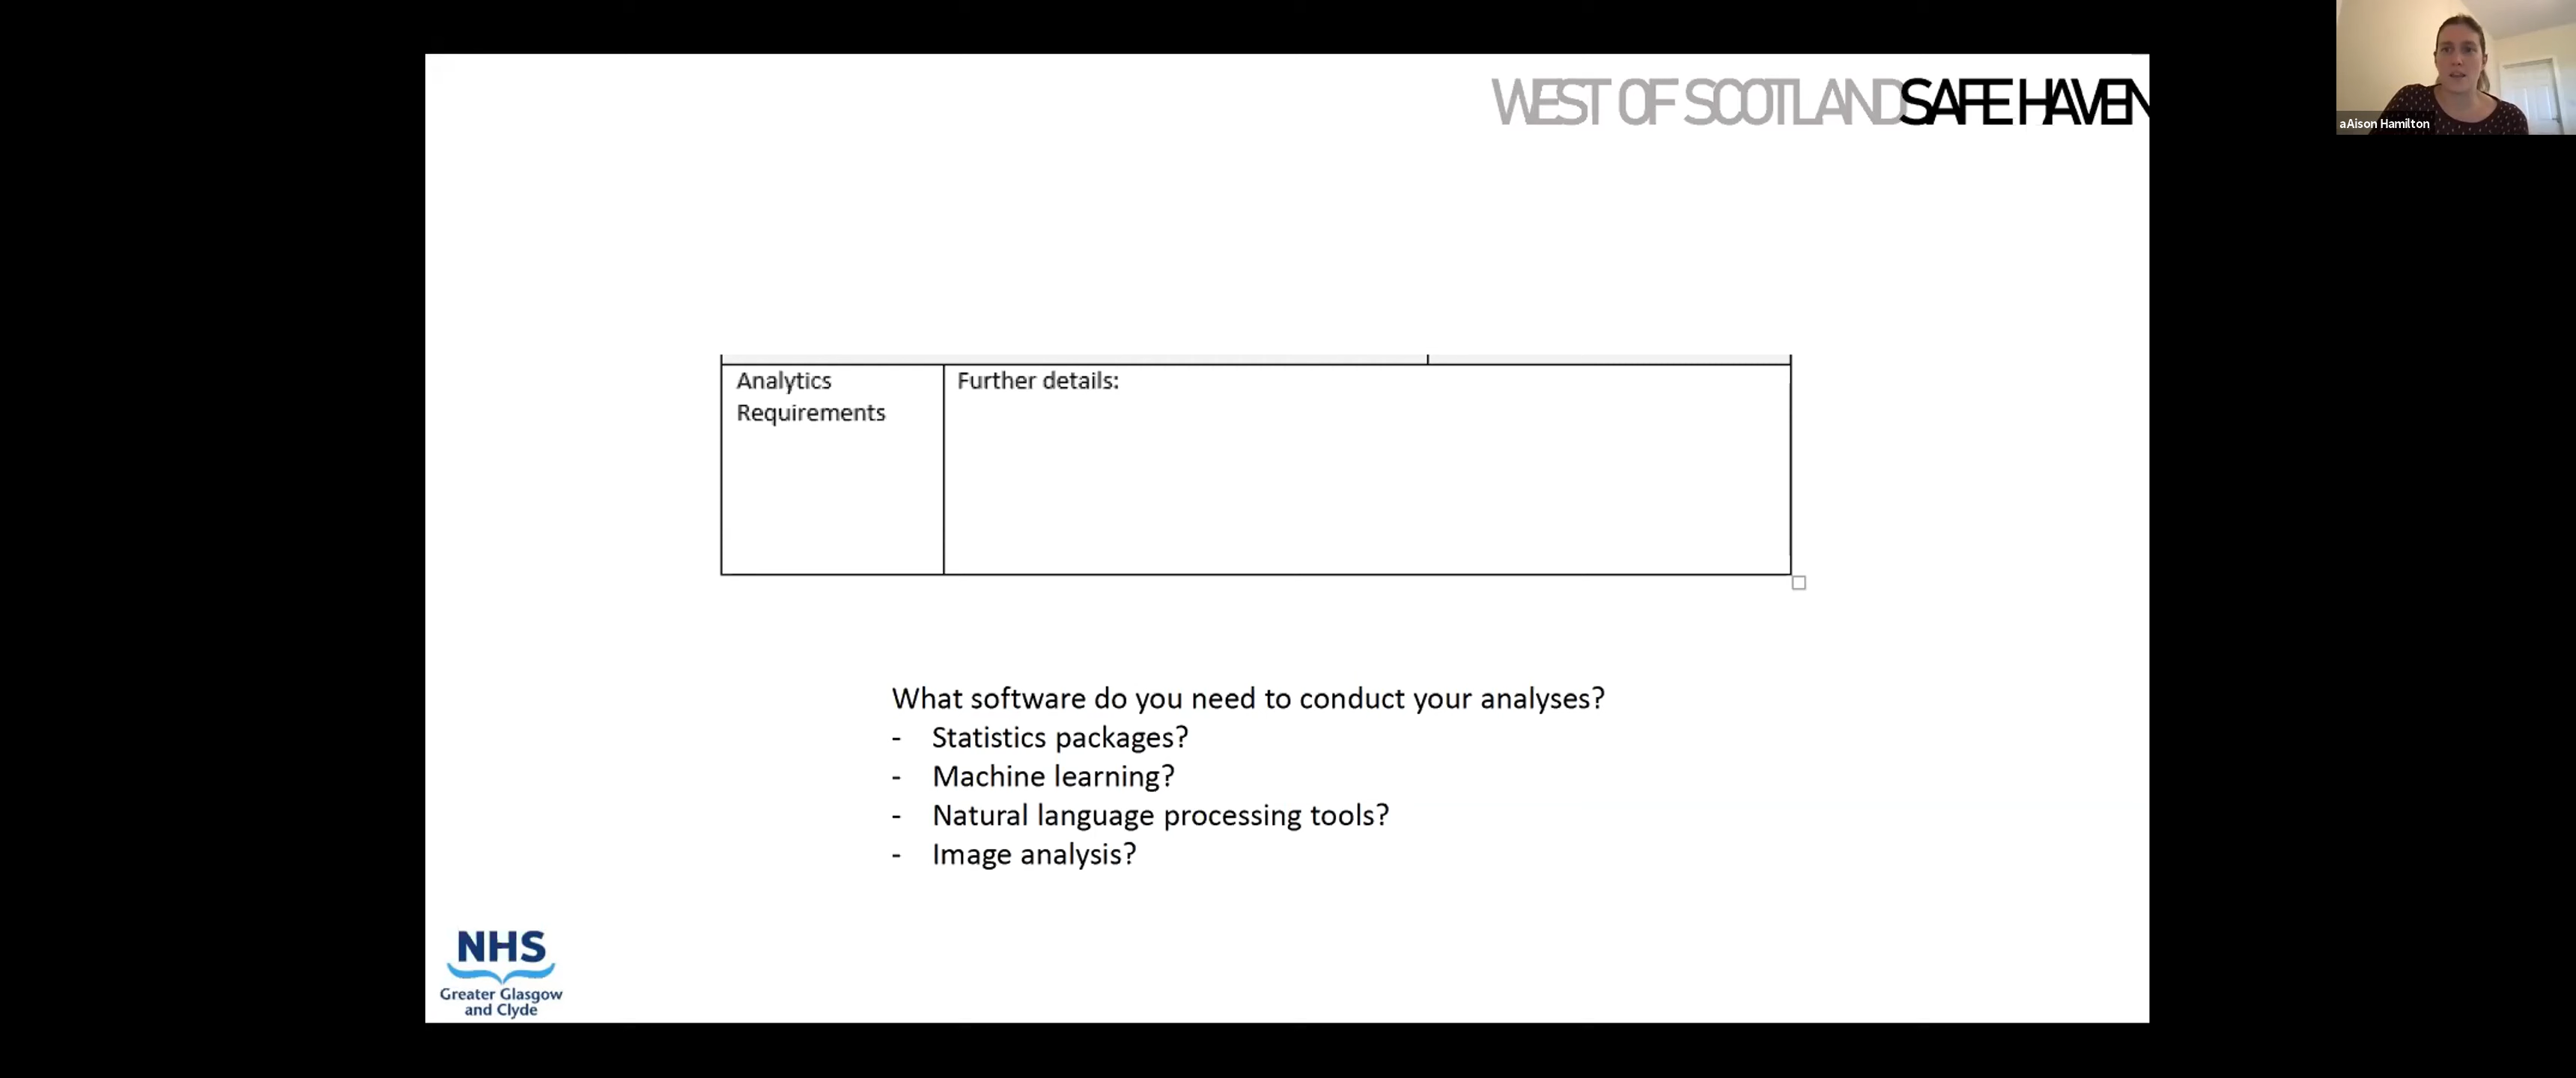 WEST OF SCOTLAND SAFE HAVEN
aAison Hamilton
Analytics
Requirements
Further details:
What software do you need to conduct your analyses?
- Statistics packages?
- Machine learning?
- Natural language processing tools?
- Image analysis?
NHS
Greater Glasgow
and Clyde